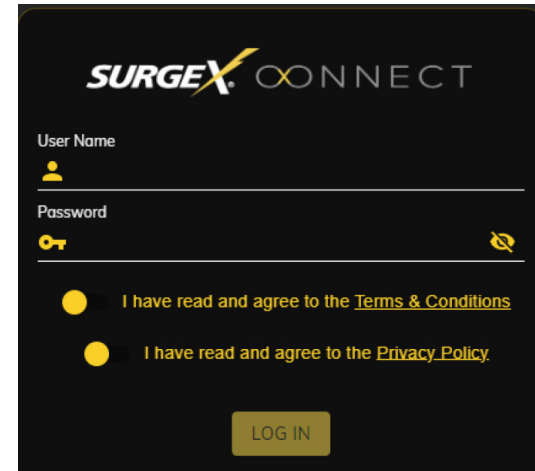 SURGEX. CONNECT
User Name
Password
I have read and agree to the Terms & Conditions
I have read and agree to the Privacy Policy
LOG IN